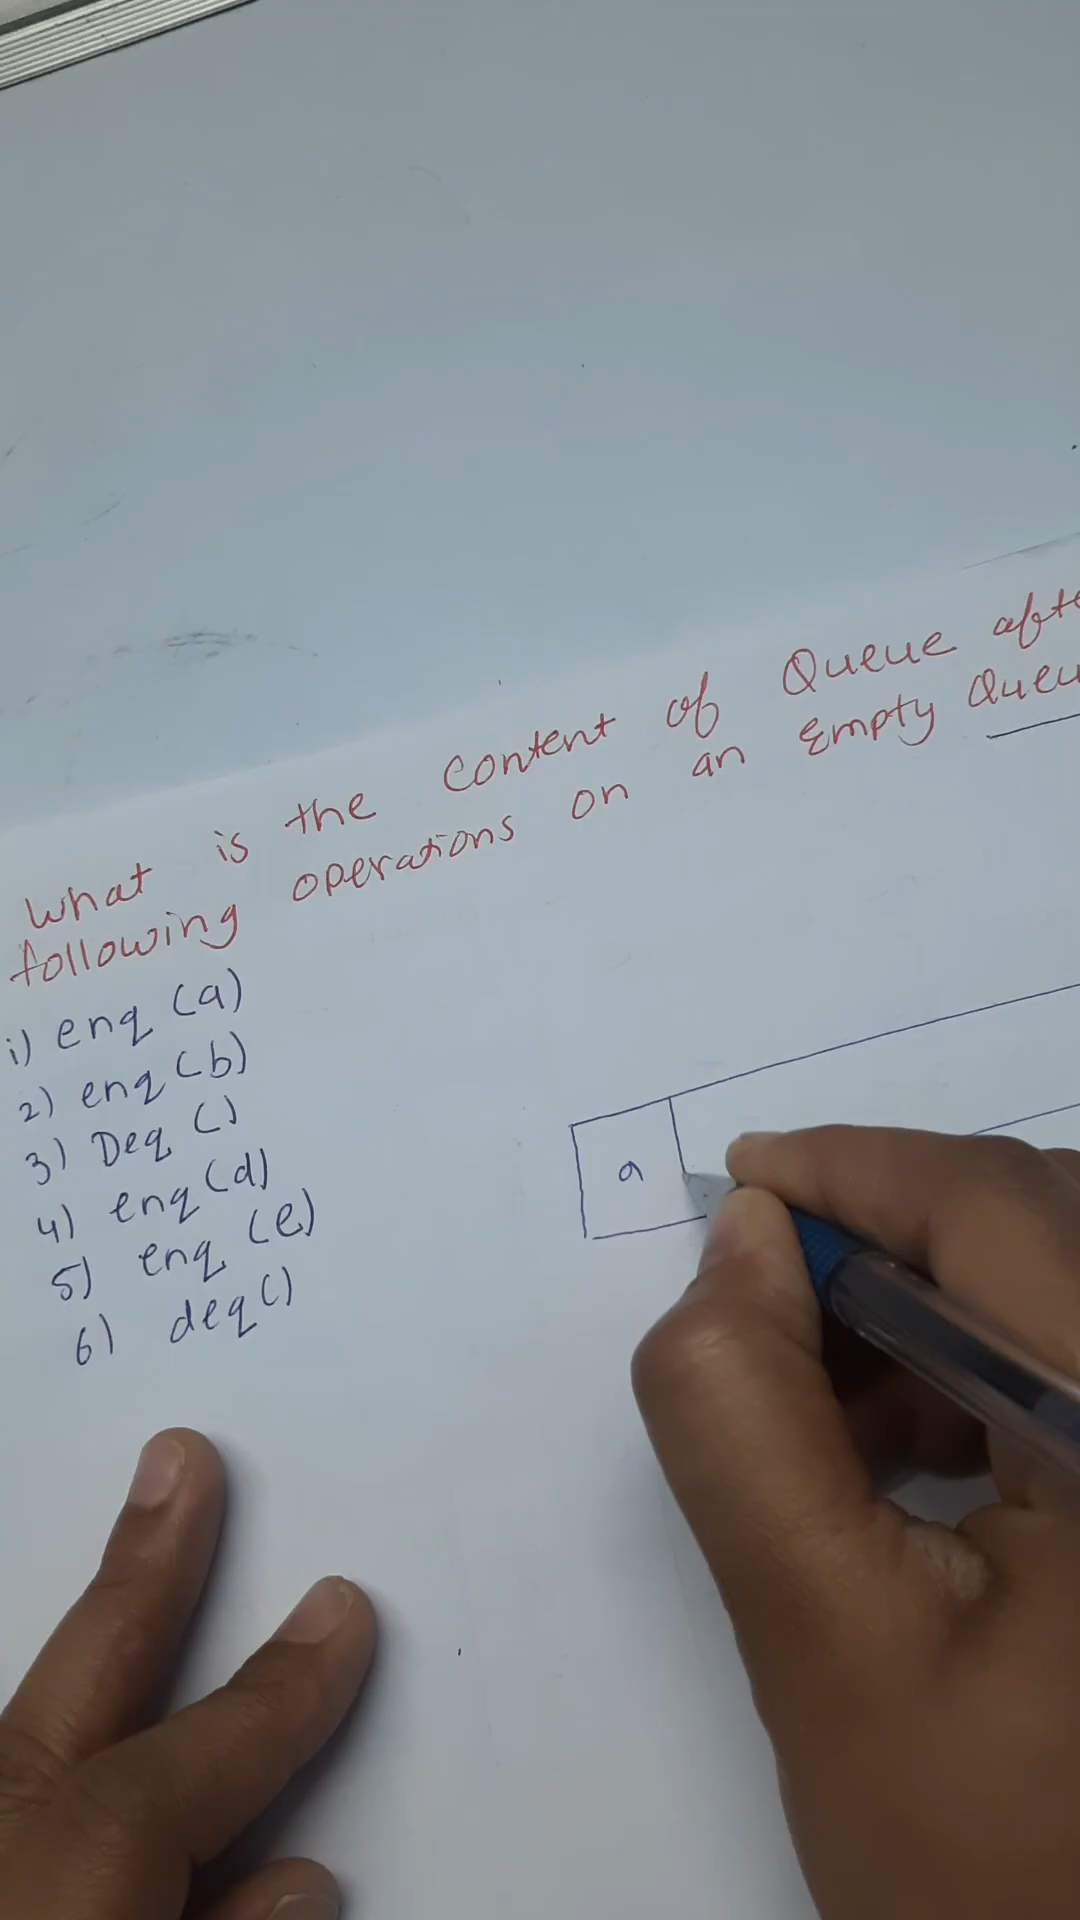 What is the Content of Queue afte
following operations on an Empty Queu
1) enq (a)
2) enq (b)
3) Deq ()
4) enq (d)
5) enq (e)
6) deq ()
a